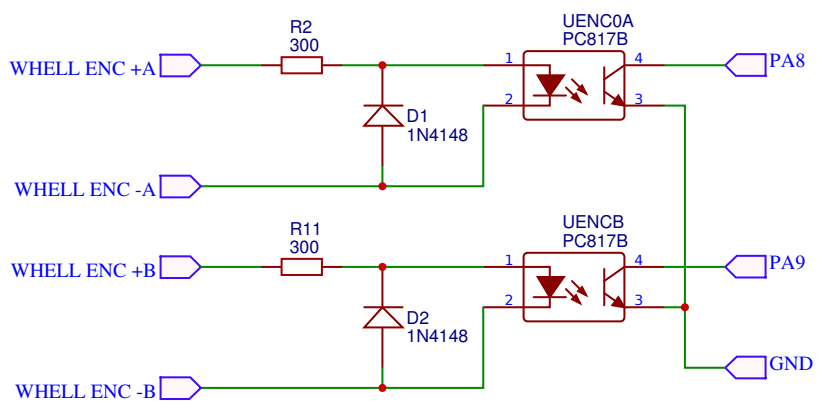 R2
300
UENC0A
PC817B
WHELL ENC +A
1
4
PA8
2
3
D1
1N4148
WHELL ENC -A
R11
300
UENCB
PC817B
WHELL ENC +B
1
4
PA9
2
3
D2
1N4148
GND
WHELL ENC -B